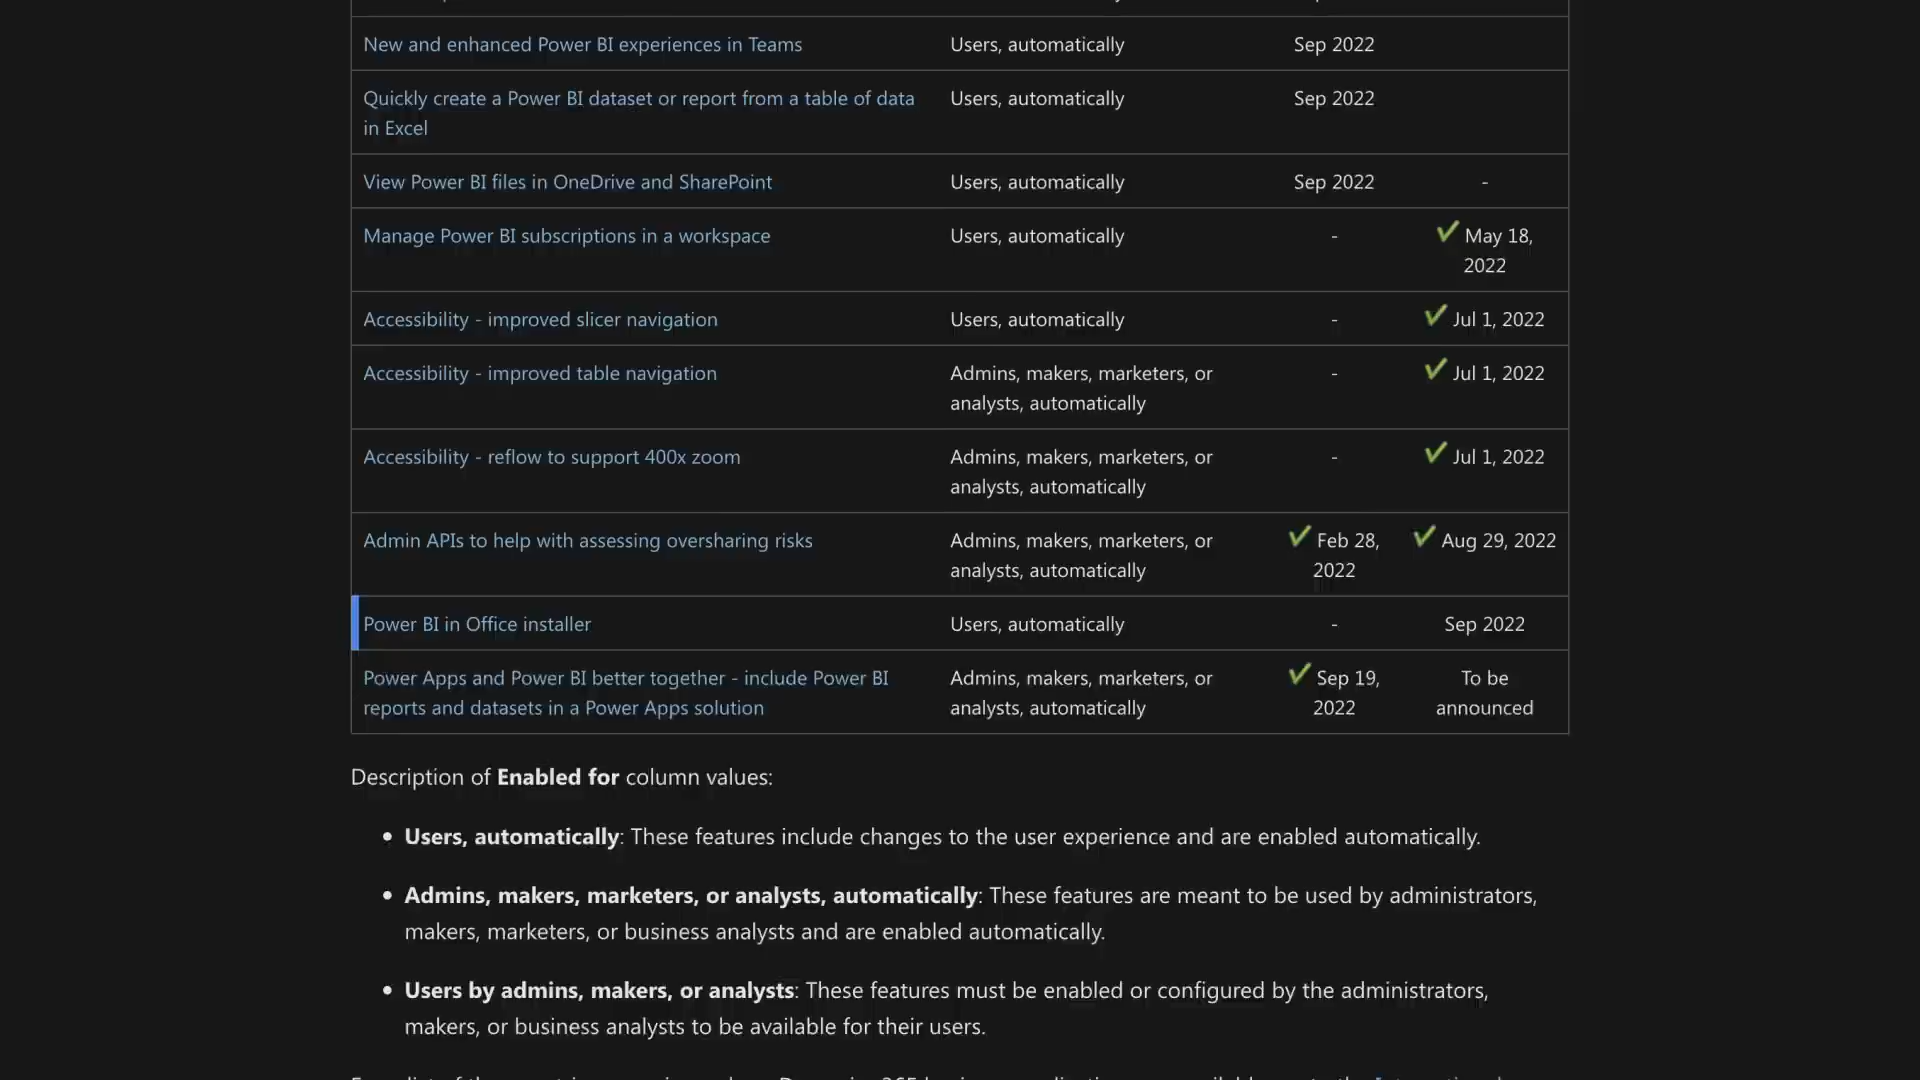 New and enhanced Power BI experiences in Teams Users, automatically Sep 2022
Quickly create a Power BI dataset or report from a table of data Users, automatically Sep 2022
in Excel
View Power BI files in OneDrive and SharePoint Users, automatically Sep 2022 -
Manage Power BI subscriptions in a workspace Users, automatically - ✔ May 18,
2022
Accessibility - improved slicer navigation Users, automatically - ✔ Jul 1, 2022
Accessibility - improved table navigation Admins, makers, marketers, or - ✔ Jul 1, 2022
analysts, automatically
Accessibility - reflow to support 400x zoom Admins, makers, marketers, or - ✔ Jul 1, 2022
analysts, automatically
Admin APIs to help with assessing oversharing risks Admins, makers, marketers, or ✔ Feb 28, ✔ Aug 29, 2022
analysts, automatically 2022
Power BI in Office installer Users, automatically - Sep 2022
Power Apps and Power BI better together - include Power BI Admins, makers, marketers, or ✔ Sep 19, To be
reports and datasets in a Power Apps solution analysts, automatically 2022 announced
Description of Enabled for column values:
• Users, automatically: These features include changes to the user experience and are enabled automatically.
• Admins, makers, marketers, or analysts, automatically: These features are meant to be used by administrators,
makers, marketers, or business analysts and are enabled automatically.
• Users by admins, makers, or analysts: These features must be enabled or configured by the administrators,
makers, or business analysts to be available for their users.